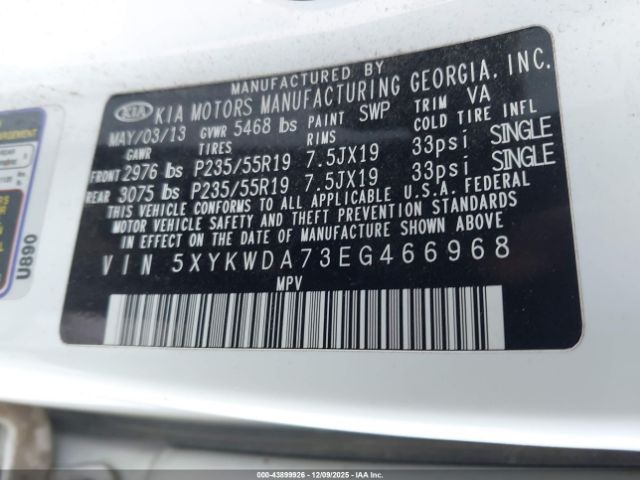 MANUFACTURED BY
KIA KIA MOTORS MANUFACTURING GEORGIA, INC.
MAY/03/13 GVWR 5468 lbs PAINT SWP TRIM VA
GAWR TIRES RIMS COLD TIRE INFL
FRONT 2976 lbs P235/55R19 7.5JX19 33psi SINGLE
REAR 3075 lbs P235/55R19 7.5JX19 33psi SINGLE
THIS VEHICLE CONFORMS TO ALL APPLICABLE U.S.A. FEDERAL
MOTOR VEHICLE SAFETY AND THEFT PREVENTION STANDARDS
IN EFFECT ON THE DATE OF MANUFACTURE SHOWN ABOVE
VIN 5XYKWDA73EG466968
MPV
U890
000-43899926 - 12/09/2025 - IAAI.com